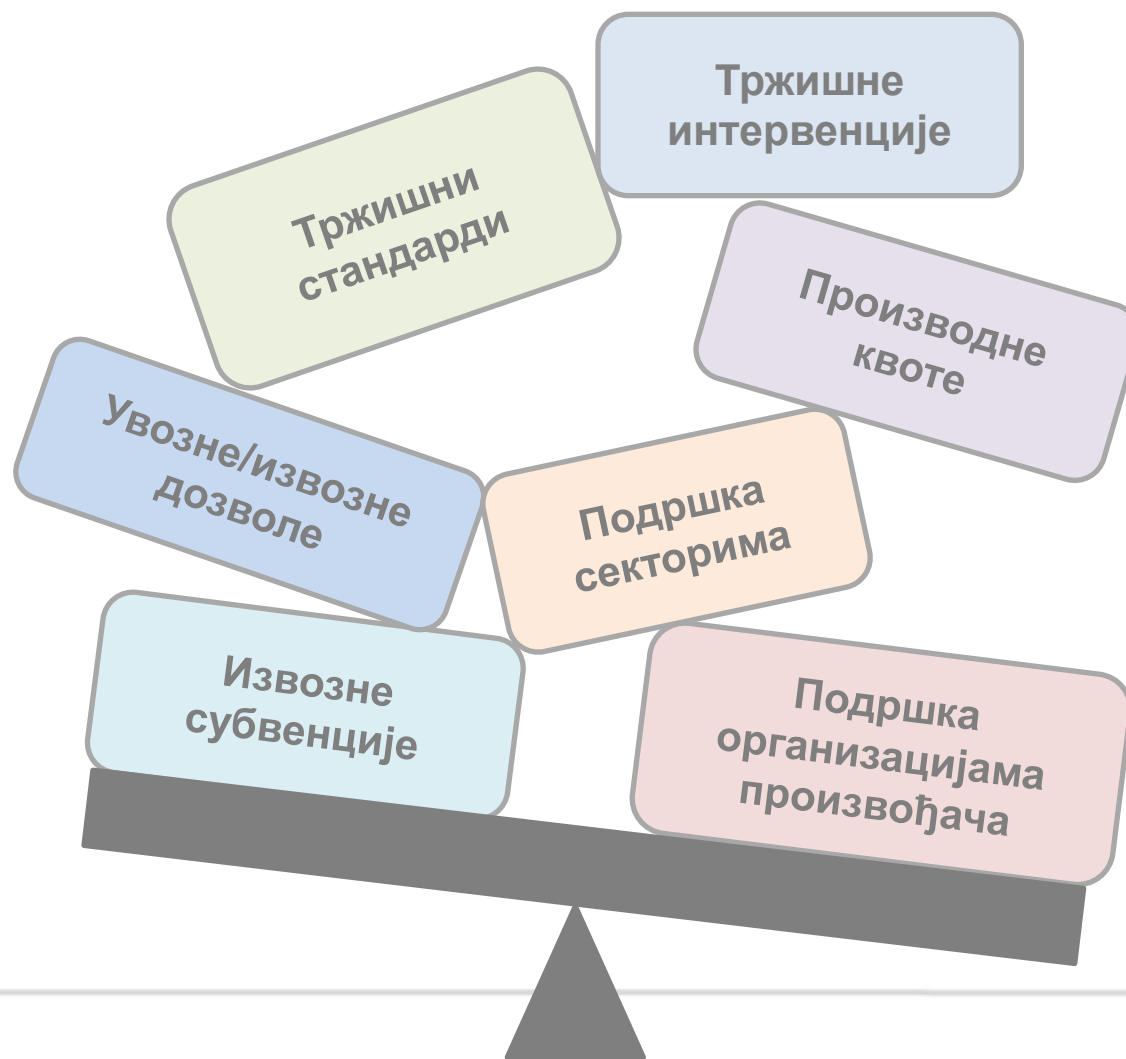 Тржишне
интервенције
Тржишни
стандарди
Производне
квоте
Увозне/извозне
дозволе
Подршка
секторима
Извозне
субвенције
Подршка
организацијама
произвођача